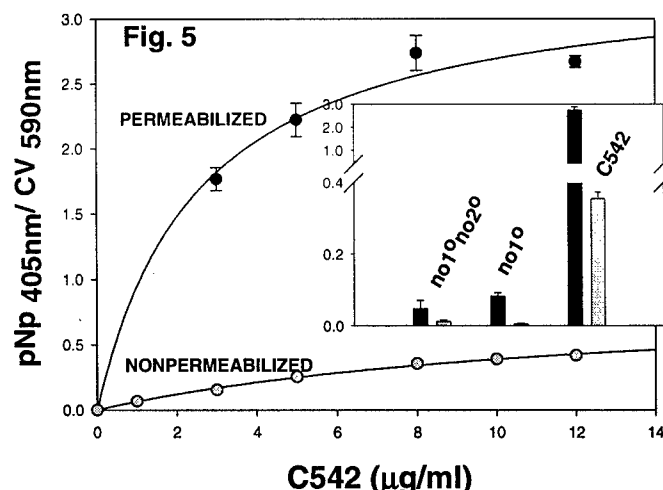 Fig. 5
3.0
2.5
2.0
1.5
1.0
0.5
0.0
pNp 405nm/ CV 590nm
PERMEABILIZED
NONPERMEABILIZED
3.0
2.0
1.0
0.4
0.2
0.0
no1ºno2º
no1º
C542
0 2 4 6 8 10 12 14
C542 (µg/ml)